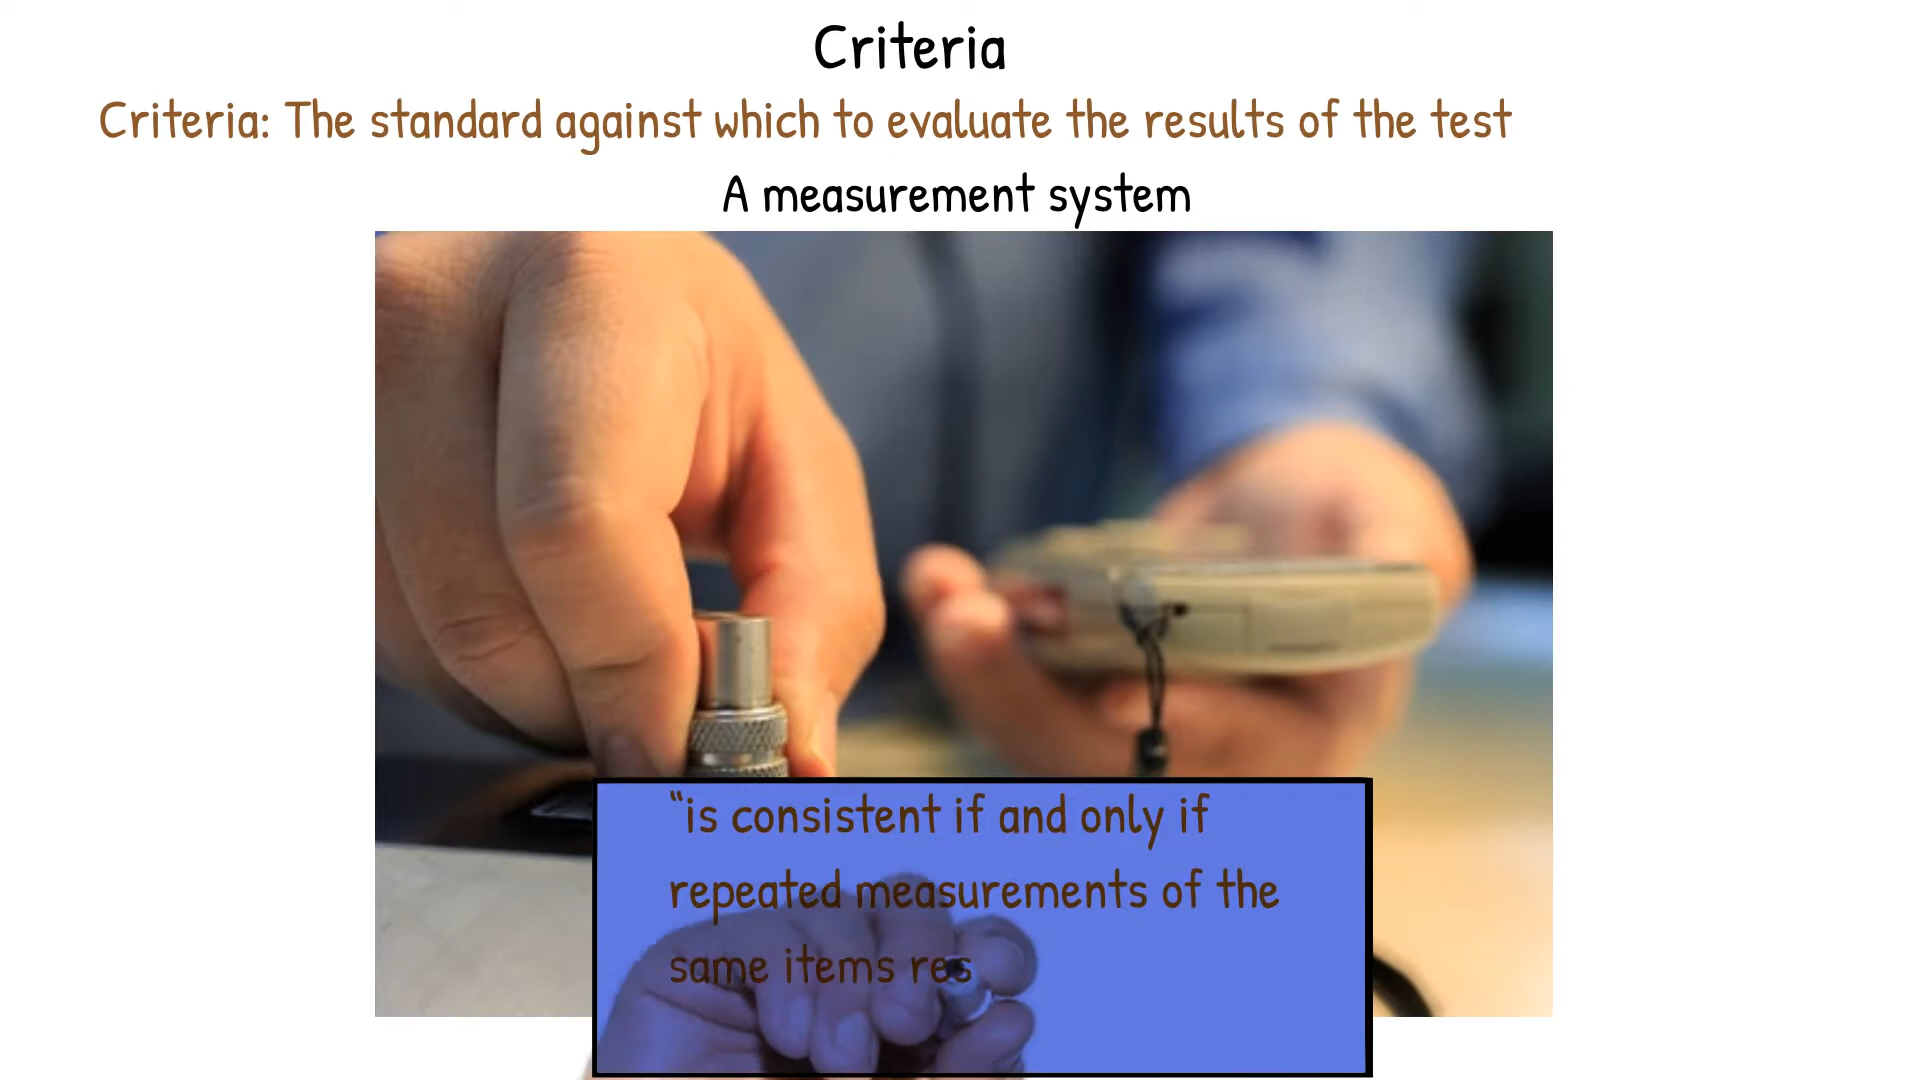 Criteria
Criteria: The standard against which to evaluate the results of the test
A measurement system
“is consistent if and only if
repeated measurements of the
same items res